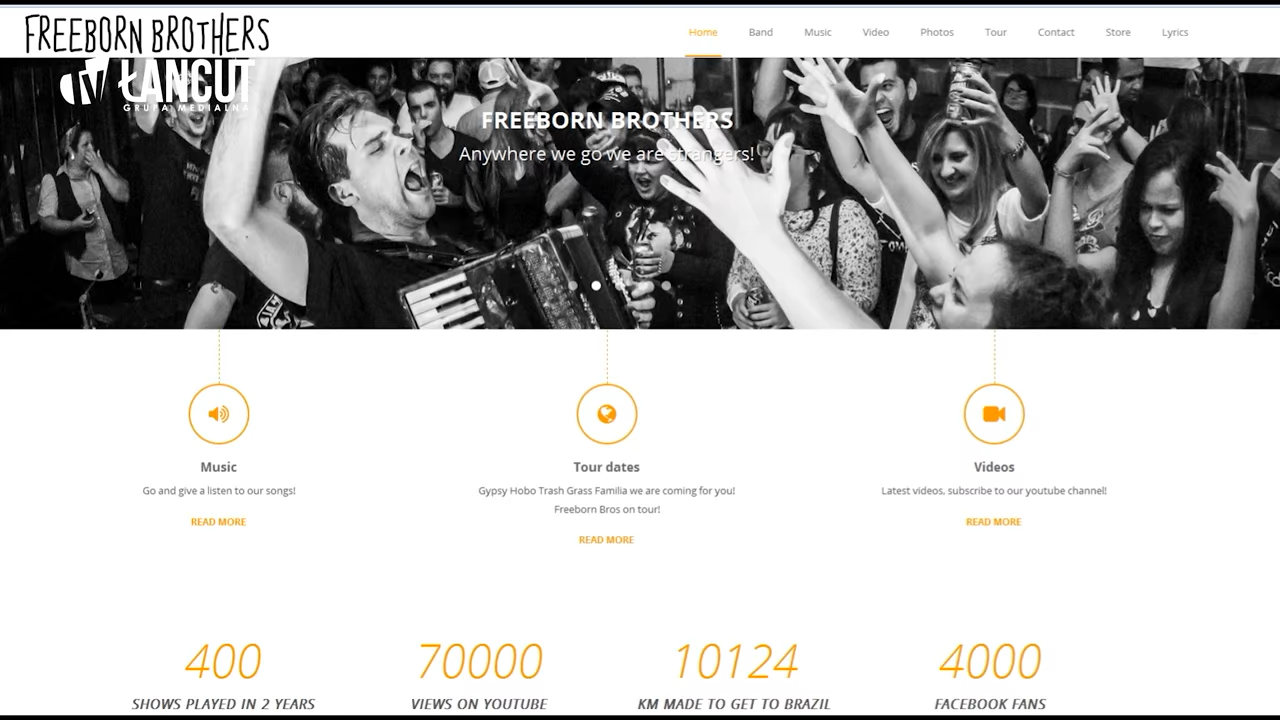 FREEBORN BROTHERS
Home Band Music Video Photos Tour Contact Store Lyrics
ŁAŃCUT
GRUPA MEDIALNA
FREEBORN BROTHERS
Anywhere we go we are strangers!
Music
Go and give a listen to our songs!
READ MORE
Tour dates
Gypsy Hobo Trash Grass Familia we are coming for you!
Freeborn Bros on tour!
READ MORE
Videos
Latest videos, subscribe to our youtube channel!
READ MORE
400
SHOWS PLAYED IN 2 YEARS
70000
VIEWS ON YOUTUBE
10124
KM MADE TO GET TO BRAZIL
4000
FACEBOOK FANS